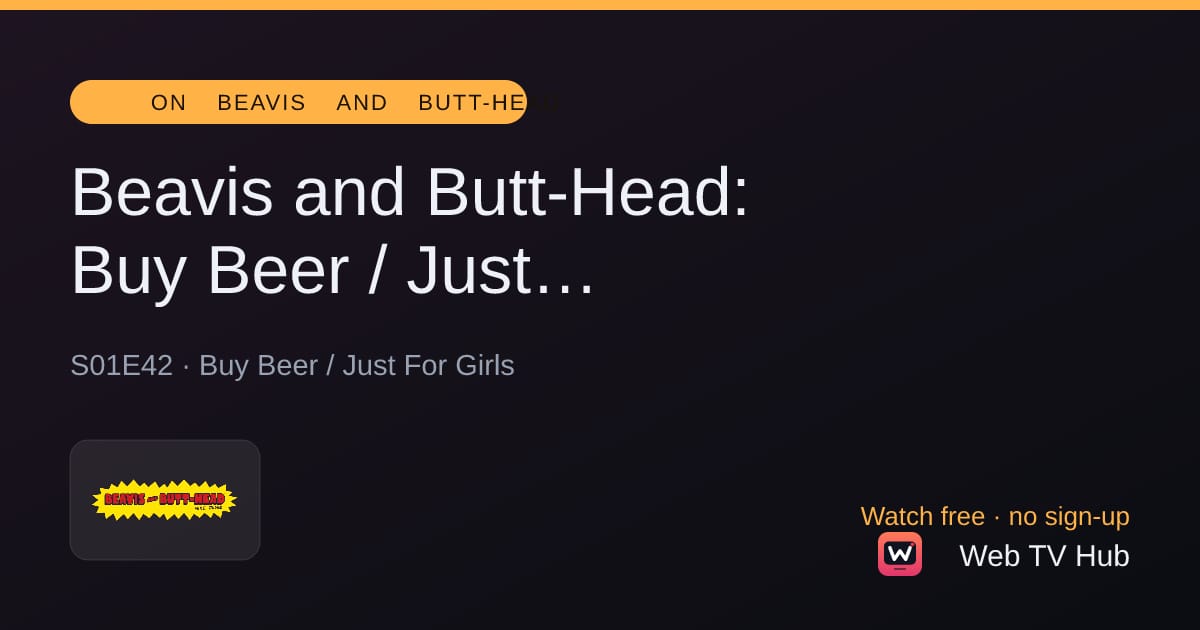 ON BEAVIS AND BUTT-HEAD
Beavis and Butt-Head:
Buy Beer / Just…
S01E42 · Buy Beer / Just For Girls
BEAVIS AND BUTT-HEAD
Watch free · no sign-up
W
Web TV Hub